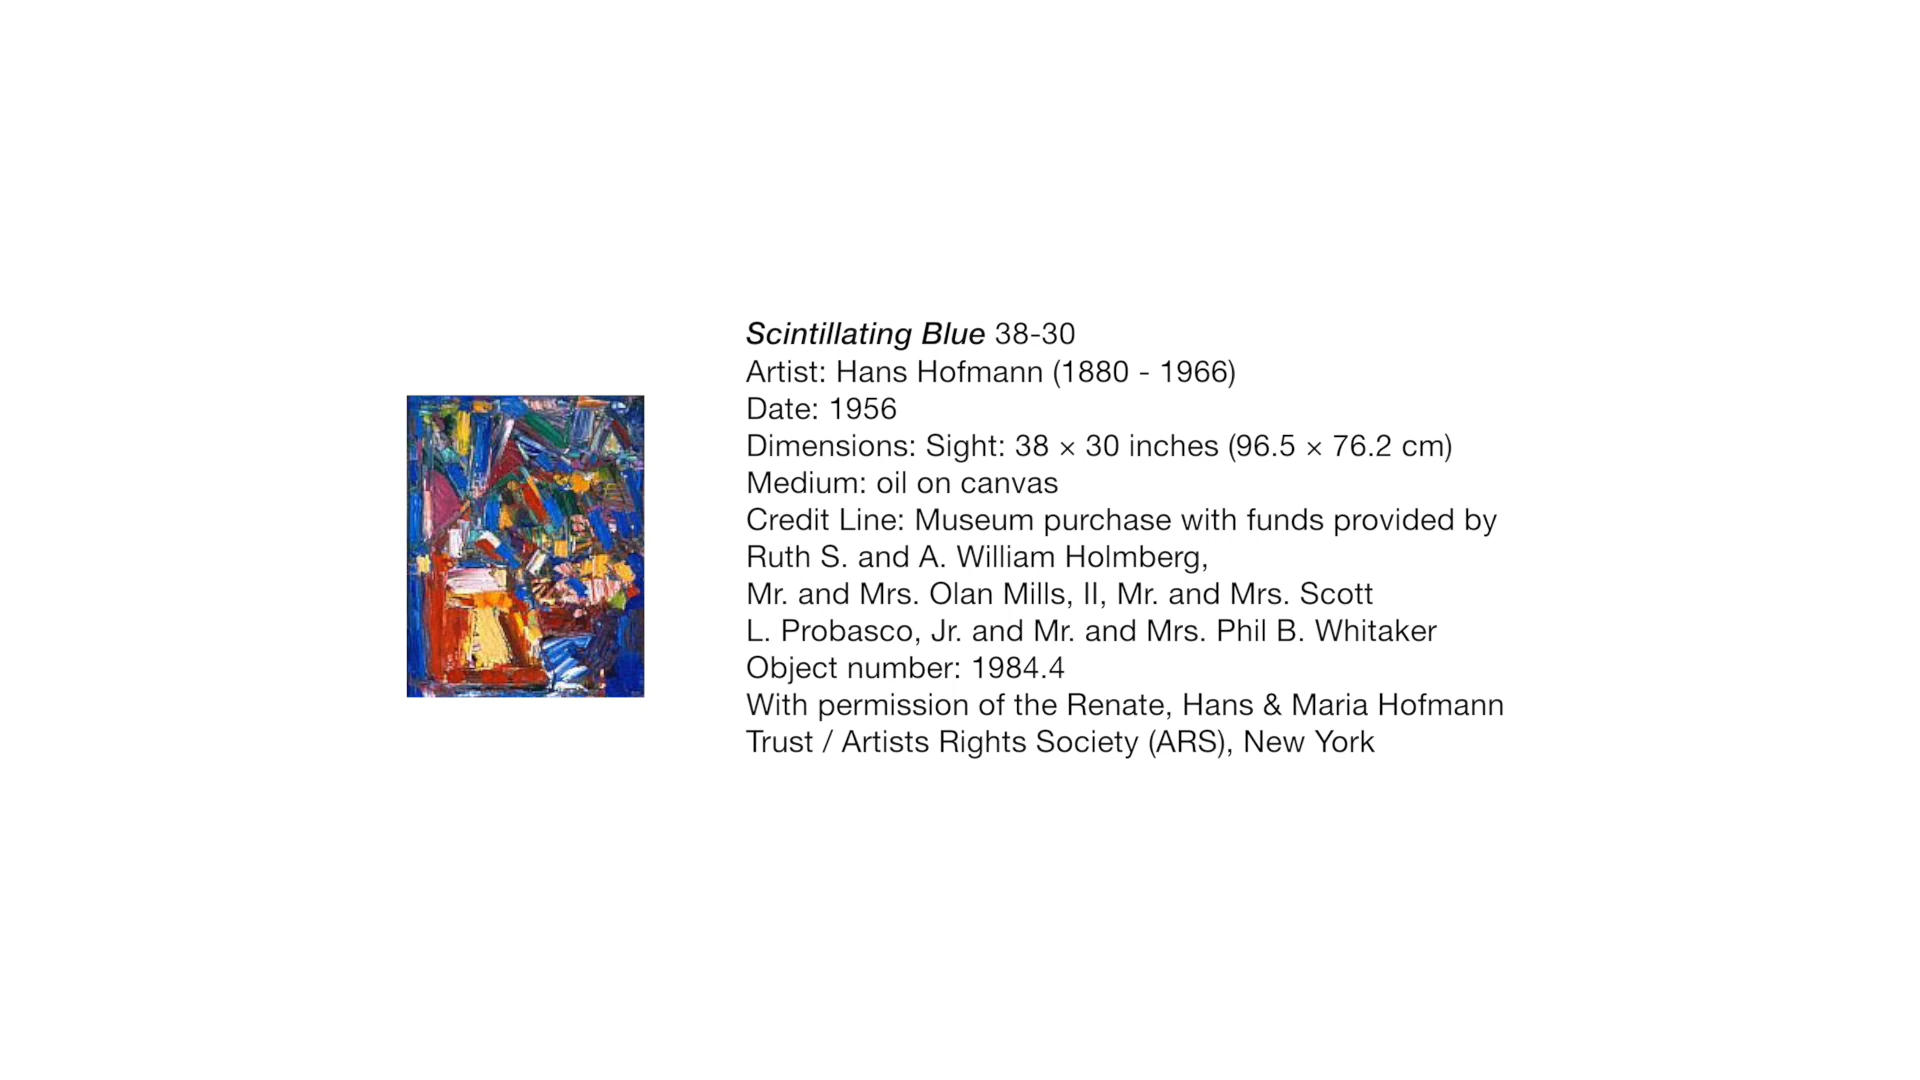 Scintillating Blue 38-30
Artist: Hans Hofmann (1880 - 1966)
Date: 1956
Dimensions: Sight: 38 × 30 inches (96.5 × 76.2 cm)
Medium: oil on canvas
Credit Line: Museum purchase with funds provided by
Ruth S. and A. William Holmberg,
Mr. and Mrs. Olan Mills, II, Mr. and Mrs. Scott
L. Probasco, Jr. and Mr. and Mrs. Phil B. Whitaker
Object number: 1984.4
With permission of the Renate, Hans & Maria Hofmann
Trust / Artists Rights Society (ARS), New York